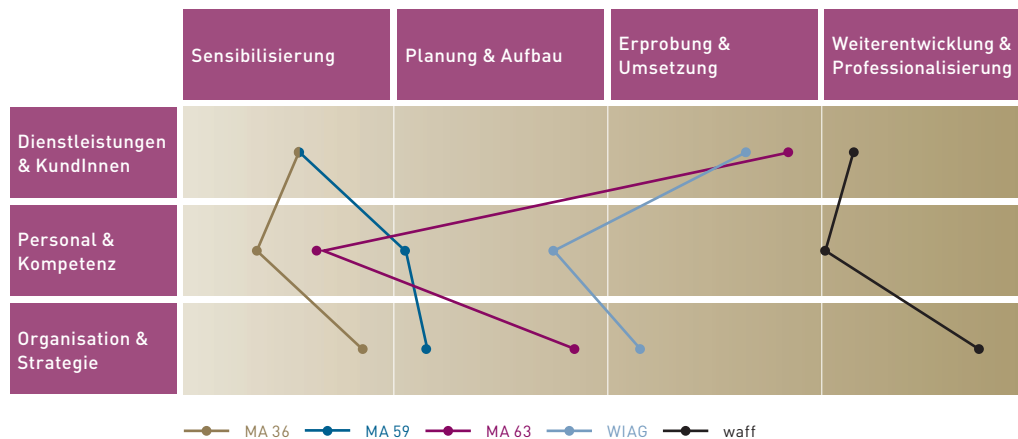 Sensibilisierung
Planung & Aufbau
Erprobung &
Umsetzung
Weiterentwicklung &
Professionalisierung
Dienstleistungen
& KundInnen
Personal &
Kompetenz
Organisation &
Strategie
MA 36
MA 59
MA 63
WIAG
waff